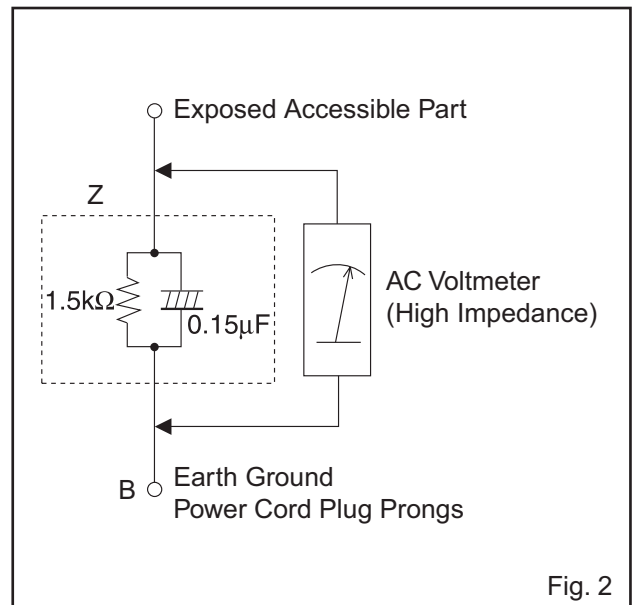 Exposed Accessible Part
Z
1.5kΩ
0.15μF
AC Voltmeter
(High Impedance)
B
Earth Ground
Power Cord Plug Prongs
Fig. 2